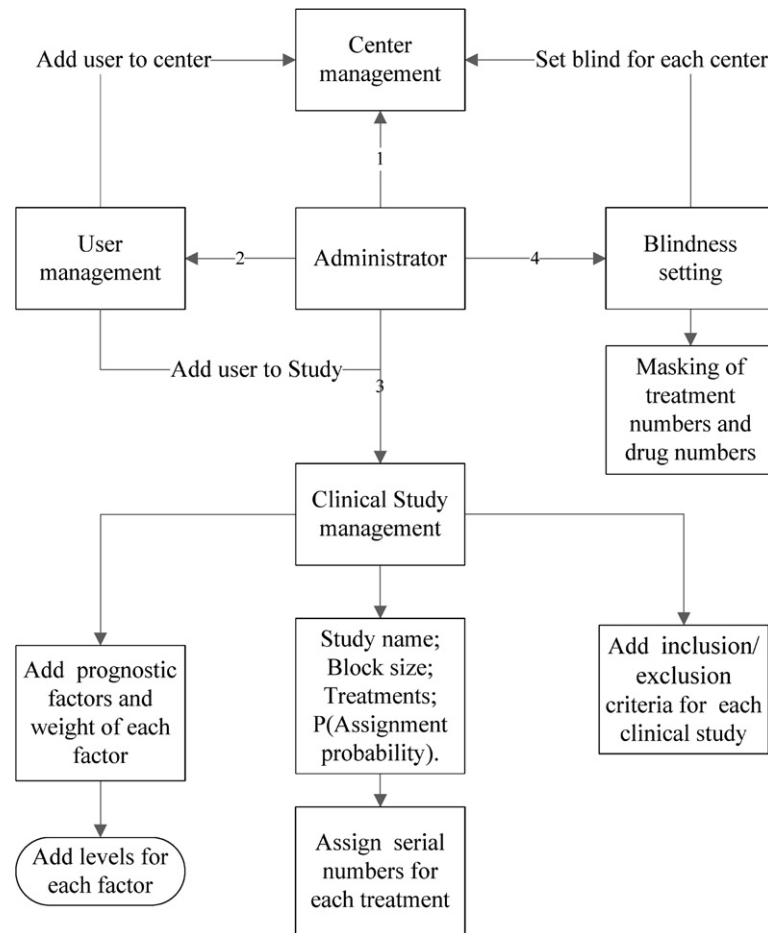 Add user to center
Center
management
Set blind for each center
1
User
management
2
Administrator
4
Blindness
setting
Add user to Study
3
Masking of
treatment
numbers and
drug numbers
Clinical Study
management
Add prognostic
factors and
weight of each
factor
Study name;
Block size;
Treatments;
P(Assignment
probability).
Add inclusion/
exclusion
criteria for each
clinical study
Add levels for
each factor
Assign serial
numbers for
each treatment